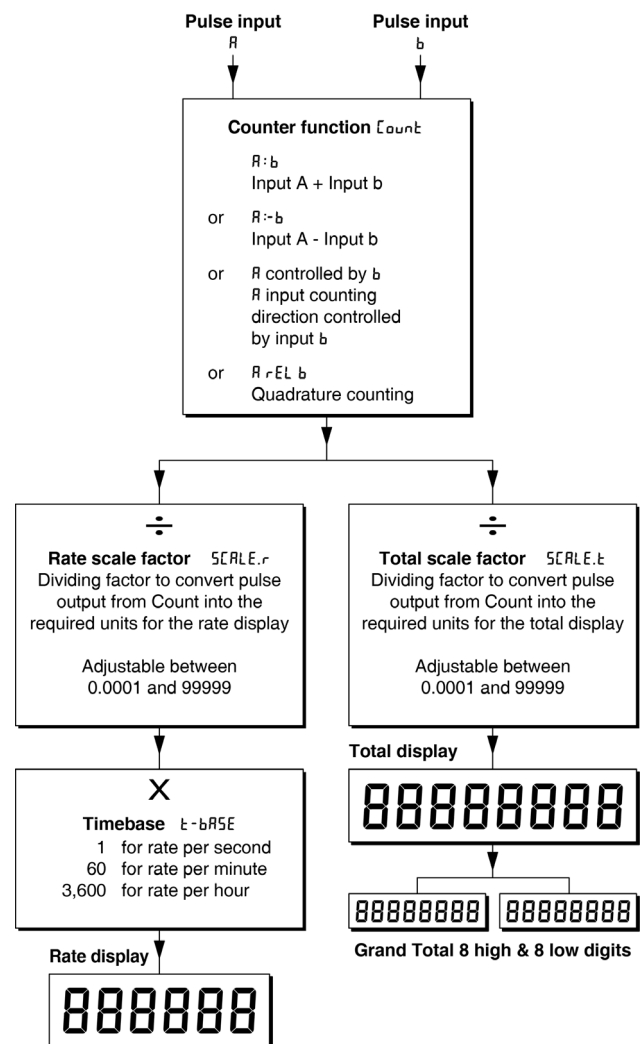 Pulse input
A
Pulse input
b
Counter function Count
A:b
Input A + Input b
or A:-b
Input A - Input b
or A controlled by b
A input counting
direction controlled
by input b
or A rEL b
Quadrature counting
÷
Rate scale factor SCALE.r
Dividing factor to convert pulse
output from Count into the
required units for the rate display
Adjustable between
0.0001 and 99999
÷
Total scale factor SCALE.t
Dividing factor to convert pulse
output from Count into the
required units for the total display
Adjustable between
0.0001 and 99999
X
Timebase t-bASE
1 for rate per second
60 for rate per minute
3,600 for rate per hour
Rate display
888888
Total display
88888888
88888888 88888888
Grand Total 8 high & 8 low digits